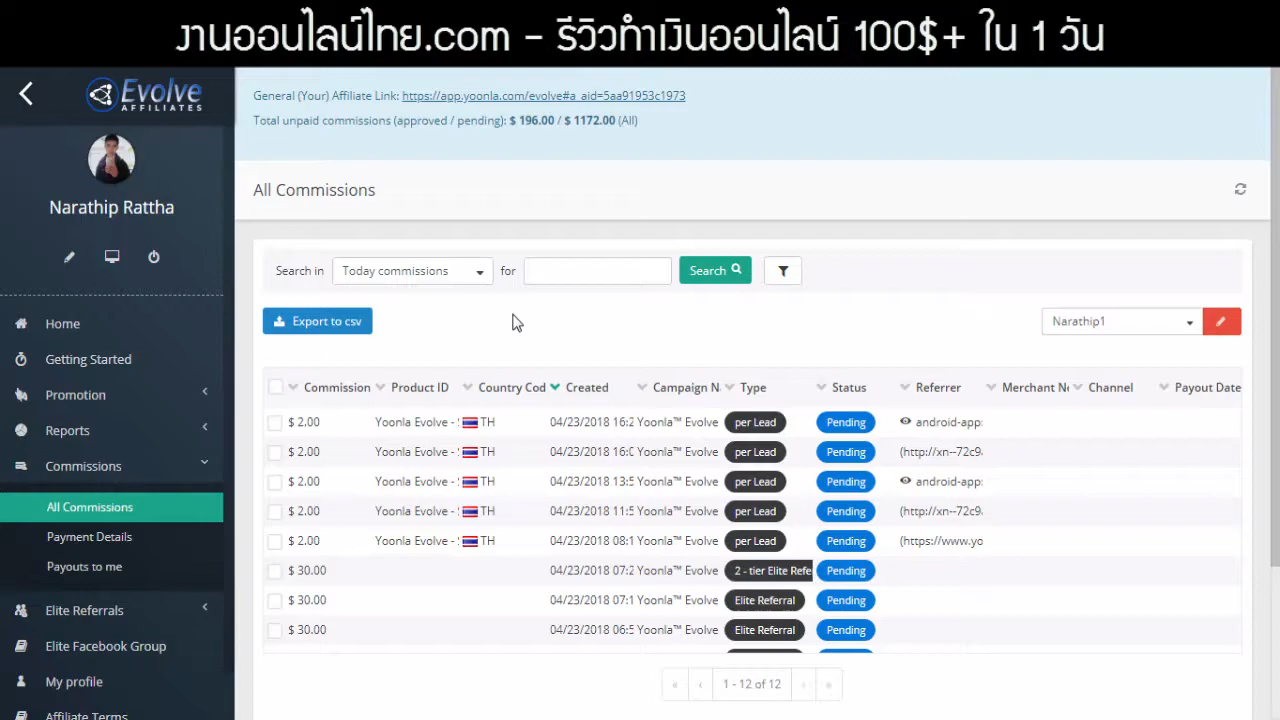 งานออนไลน์ไทย.com - รีวิวทำเงินออนไลน์ 100$+ ใน 1 วัน
Evolve
AFFILIATES
Narathip Rattha
Home
Getting Started
Promotion
Reports
Commissions
All Commissions
Payment Details
Payouts to me
Elite Referrals
Elite Facebook Group
My profile
Affiliate Terms
General (Your) Affiliate Link: https://app.yoonla.com/evolve#a_aid=5aa91953c1973
Total unpaid commissions (approved / pending): $ 196.00 / $ 1172.00 (All)
All Commissions
Search in Today commissions for Search
Export to csv Narathip1
Commission Product ID Country Cod Created Campaign N Type Status Referrer Merchant Channel Payout Date
$ 2.00 Yoonla Evolve - TH 04/23/2018 16:2 Yoonla™ Evolve per Lead Pending android-app:
$ 2.00 Yoonla Evolve - TH 04/23/2018 16:0 Yoonla™ Evolve per Lead Pending (http://xn--72c9
$ 2.00 Yoonla Evolve - TH 04/23/2018 13:5 Yoonla™ Evolve per Lead Pending android-app:
$ 2.00 Yoonla Evolve - TH 04/23/2018 11:5 Yoonla™ Evolve per Lead Pending (http://xn--72c9
$ 2.00 Yoonla Evolve - TH 04/23/2018 08:1 Yoonla™ Evolve per Lead Pending (https://www.yo
$ 30.00 04/23/2018 07:2 Yoonla™ Evolve 2 - tier Elite Refe Pending
$ 30.00 04/23/2018 07:1 Yoonla™ Evolve Elite Referral Pending
$ 30.00 04/23/2018 06:5 Yoonla™ Evolve Elite Referral Pending
« ‹ 1 - 12 of 12 › »